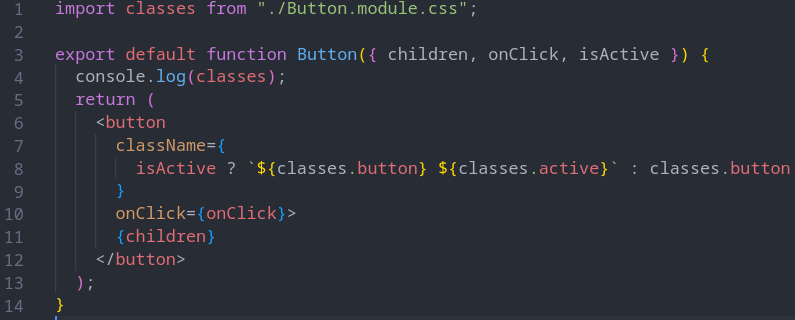 1 import classes from "./Button.module.css";
2
3 export default function Button({ children, onClick, isActive }) {
4   console.log(classes);
5   return (
6     <button
7       className={
8         isActive ? `${classes.button} ${classes.active}` : classes.button
9       }
10       onClick={onClick}>
11       {children}
12     </button>
13   );
14 }